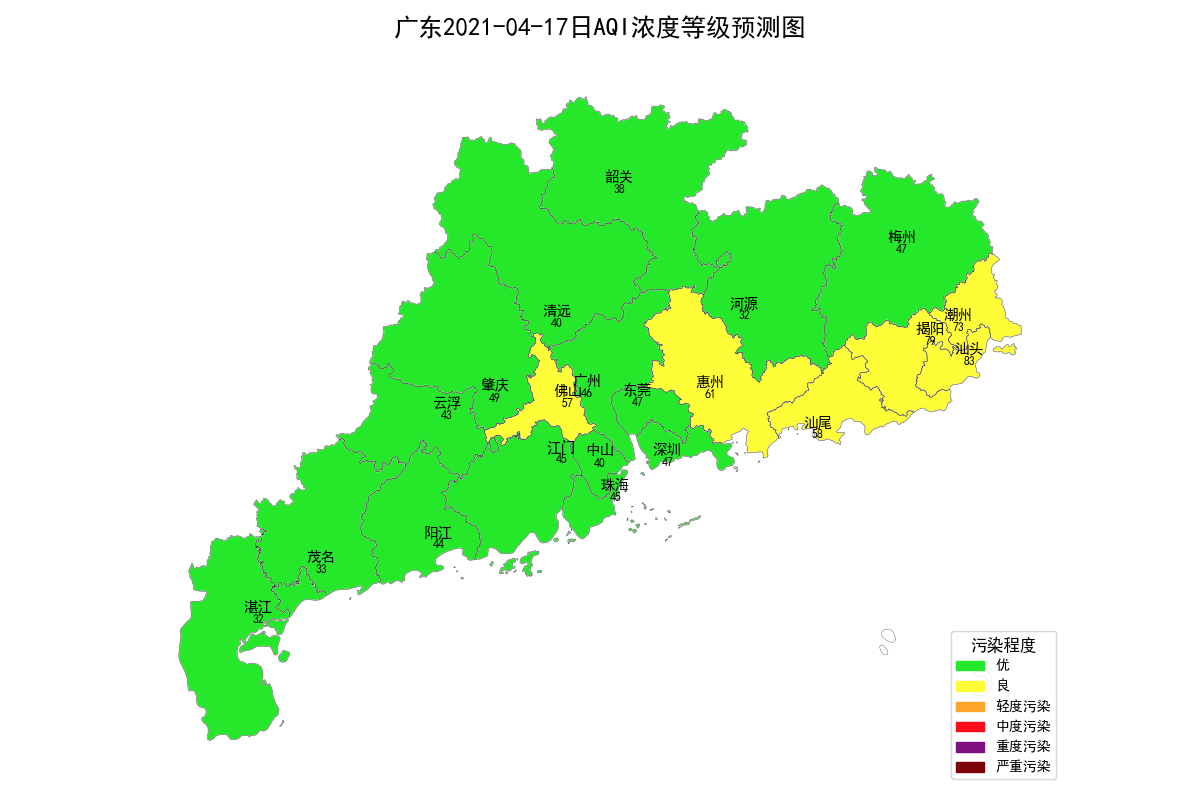 广东2021-04-17日AQI浓度等级预测图
韶关
38
梅州
47
清远
40
河源
32
潮州
73
揭阳
79
汕头
83
肇庆
49
云浮
43
佛山
57
广州
46
东莞
47
惠州
61
汕尾
58
江门
45
中山
40
深圳
47
珠海
45
阳江
44
茂名
33
湛江
32
污染程度
优
良
轻度污染
中度污染
重度污染
严重污染